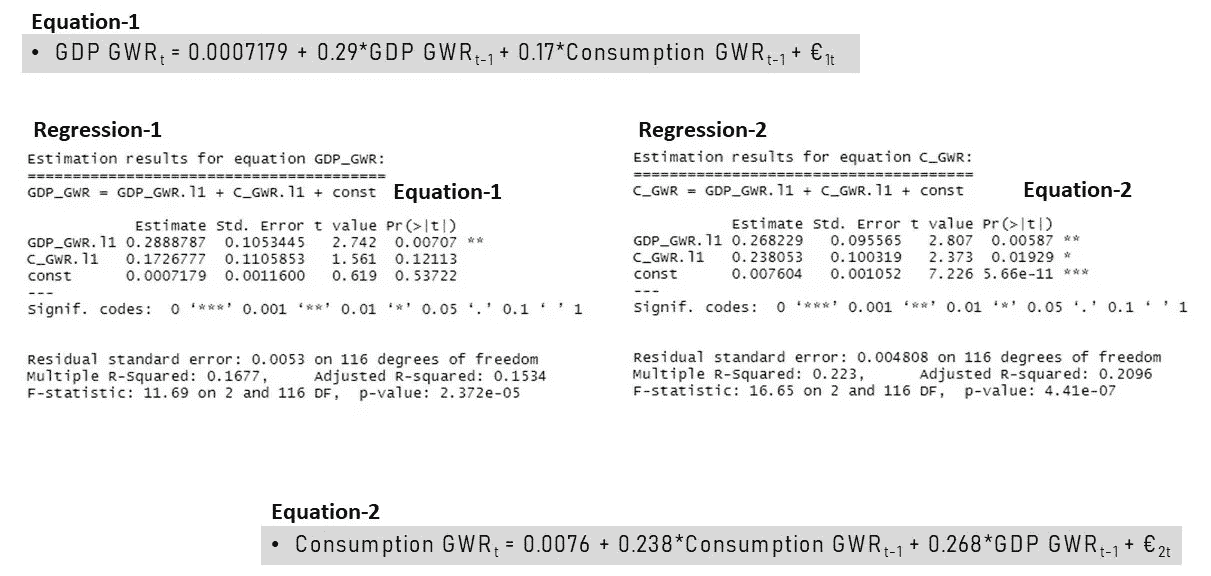 Equation-1
• GDP GWRt = 0.0007179 + 0.29*GDP GWRt-1 + 0.17*Consumption GWRt-1 + €1t
Regression-1
Estimation results for equation GDP_GWR:
=========================================
GDP_GWR = GDP_GWR.l1 + C_GWR.l1 + const
Equation-1
Estimate Std. Error t value Pr(>|t|)
GDP_GWR.l1 0.2888787 0.1053445 2.742 0.00707 **
C_GWR.l1 0.1726777 0.1105853 1.561 0.12113
const 0.0007179 0.0011600 0.619 0.53722
---
Signif. codes: 0 ‘***’ 0.001 ‘**’ 0.01 ‘*’ 0.05 ‘.’ 0.1 ‘ ’ 1
Residual standard error: 0.0053 on 116 degrees of freedom
Multiple R-Squared: 0.1677, Adjusted R-squared: 0.1534
F-statistic: 11.69 on 2 and 116 DF, p-value: 2.372e-05
Regression-2
Estimation results for equation C_GWR:
=======================================
C_GWR = GDP_GWR.l1 + C_GWR.l1 + const
Equation-2
Estimate Std. Error t value Pr(>|t|)
GDP_GWR.l1 0.268229 0.095565 2.807 0.00587 **
C_GWR.l1 0.238053 0.100319 2.373 0.01929 *
const 0.007604 0.001052 7.226 5.66e-11 ***
---
Signif. codes: 0 ‘***’ 0.001 ‘**’ 0.01 ‘*’ 0.05 ‘.’ 0.1 ‘ ’ 1
Residual standard error: 0.004808 on 116 degrees of freedom
Multiple R-Squared: 0.223, Adjusted R-squared: 0.2096
F-statistic: 16.65 on 2 and 116 DF, p-value: 4.41e-07
Equation-2
• Consumption GWRt = 0.0076 + 0.238*Consumption GWRt-1 + 0.268*GDP GWRt-1 + €2t